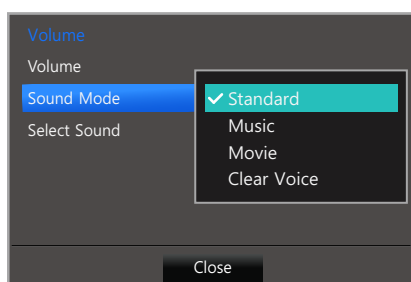 Volume
Volume
Sound Mode
Select Sound
Standard
Music
Movie
Clear Voice
Close